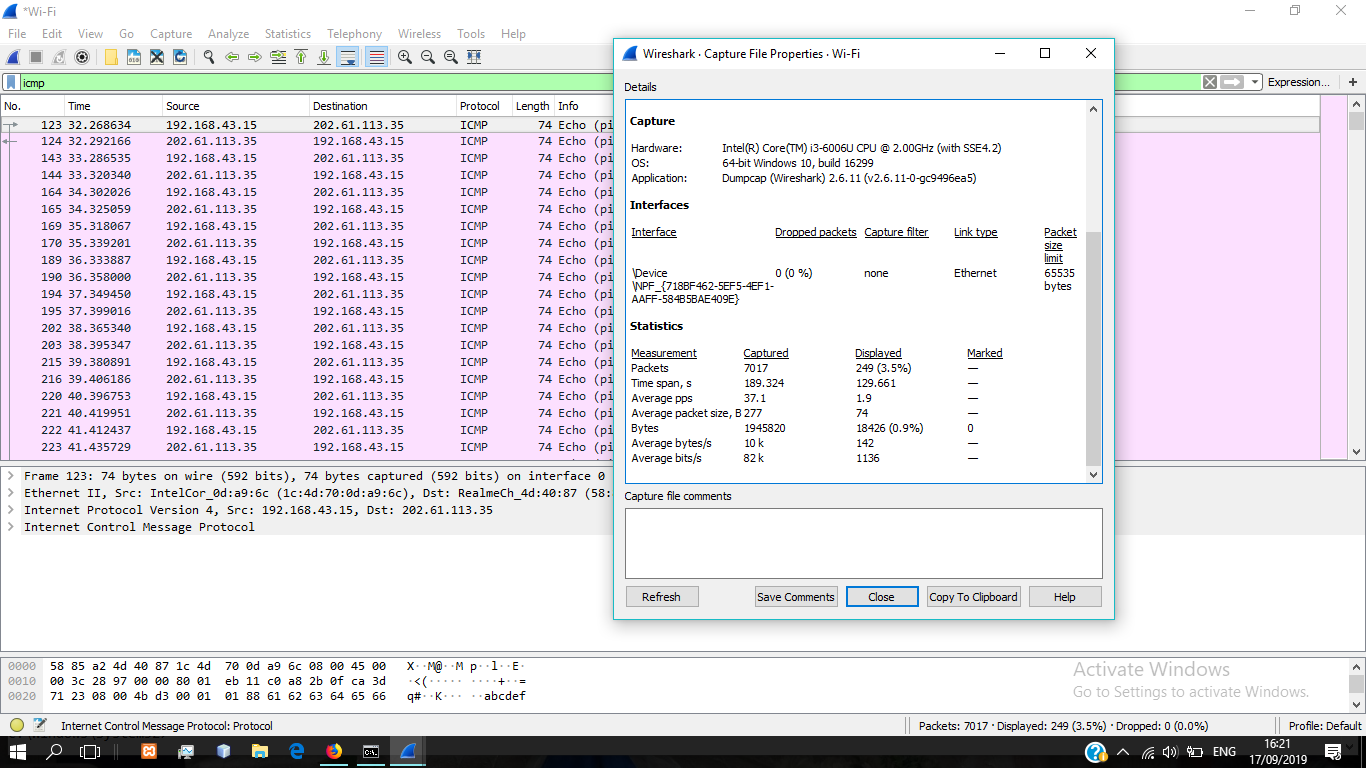 *Wi-Fi
File Edit View Go Capture Analyze Statistics Telephony Wireless Tools Help
icmp
Expression... +
No. Time Source Destination Protocol Length Info
123 32.268634 192.168.43.15 202.61.113.35 ICMP 74 Echo (pi
124 32.292166 202.61.113.35 192.168.43.15 ICMP 74 Echo (pi
143 33.286535 192.168.43.15 202.61.113.35 ICMP 74 Echo (pi
144 33.320340 202.61.113.35 192.168.43.15 ICMP 74 Echo (pi
164 34.302026 192.168.43.15 202.61.113.35 ICMP 74 Echo (pi
165 34.325059 202.61.113.35 192.168.43.15 ICMP 74 Echo (pi
169 35.318067 192.168.43.15 202.61.113.35 ICMP 74 Echo (pi
170 35.339201 202.61.113.35 192.168.43.15 ICMP 74 Echo (pi
189 36.333887 192.168.43.15 202.61.113.35 ICMP 74 Echo (pi
190 36.358000 202.61.113.35 192.168.43.15 ICMP 74 Echo (pi
194 37.349450 192.168.43.15 202.61.113.35 ICMP 74 Echo (pi
195 37.399016 202.61.113.35 192.168.43.15 ICMP 74 Echo (pi
202 38.365340 192.168.43.15 202.61.113.35 ICMP 74 Echo (pi
203 38.395347 202.61.113.35 192.168.43.15 ICMP 74 Echo (pi
215 39.380891 192.168.43.15 202.61.113.35 ICMP 74 Echo (pi
216 39.406186 202.61.113.35 192.168.43.15 ICMP 74 Echo (pi
220 40.396753 192.168.43.15 202.61.113.35 ICMP 74 Echo (pi
221 40.419951 202.61.113.35 192.168.43.15 ICMP 74 Echo (pi
222 41.412437 192.168.43.15 202.61.113.35 ICMP 74 Echo (pi
223 41.435729 202.61.113.35 192.168.43.15 ICMP 74 Echo (pi
Frame 123: 74 bytes on wire (592 bits), 74 bytes captured (592 bits) on interface 0
Ethernet II, Src: IntelCor_0d:a9:6c (1c:4d:70:0d:a9:6c), Dst: RealmeCh_4d:40:87 (58:
Internet Protocol Version 4, Src: 192.168.43.15, Dst: 202.61.113.35
Internet Control Message Protocol
0000 58 85 a2 4d 40 87 1c 4d 70 0d a9 6c 08 00 45 00 X··M@··M p··l··E·
0010 00 3c 28 97 00 00 80 01 eb 11 c0 a8 2b 0f ca 3d ·<(····· ····+··=
0020 71 23 08 00 4b d3 00 01 01 88 61 62 63 64 65 66 q#··K··· ··abcdef
Wireshark · Capture File Properties · Wi-Fi
Details
Capture
Hardware: Intel(R) Core(TM) i3-6006U CPU @ 2.00GHz (with SSE4.2)
OS: 64-bit Windows 10, build 16299
Application: Dumpcap (Wireshark) 2.6.11 (v2.6.11-0-gc9496ea5)
Interfaces
Interface Dropped packets Capture filter Link type Packet
size
limit
\Device 0 (0 %) none Ethernet 65535
\NPF_{718BF462-5EF5-4EF1- bytes
AAFF-584B5BAE409E}
Statistics
Measurement Captured Displayed Marked
Packets 7017 249 (3.5%) —
Time span, s 189.324 129.661 —
Average pps 37.1 1.9 —
Average packet size, B 277 74 —
Bytes 1945820 18426 (0.9%) 0
Average bytes/s 10 k 142 —
Average bits/s 82 k 1136 —
Capture file comments
Refresh Save Comments Close Copy To Clipboard Help
Activate Windows
Go to Settings to activate Windows.
Internet Control Message Protocol: Protocol
Packets: 7017 · Displayed: 249 (3.5%) · Dropped: 0 (0.0%) Profile: Default
ENG
16:21
17/09/2019